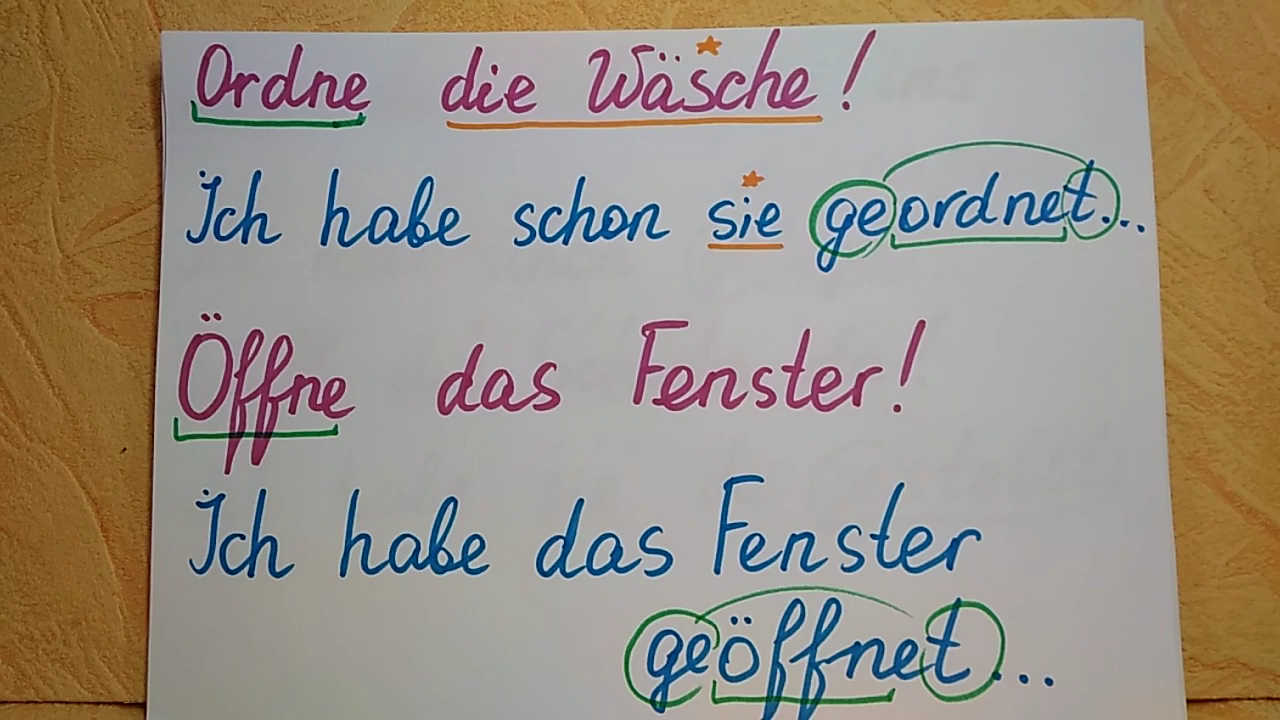 Ordne die Wäsche!
Ich habe schon sie geordnet...
Öffne das Fenster!
Ich habe das Fenster
geöffnet...